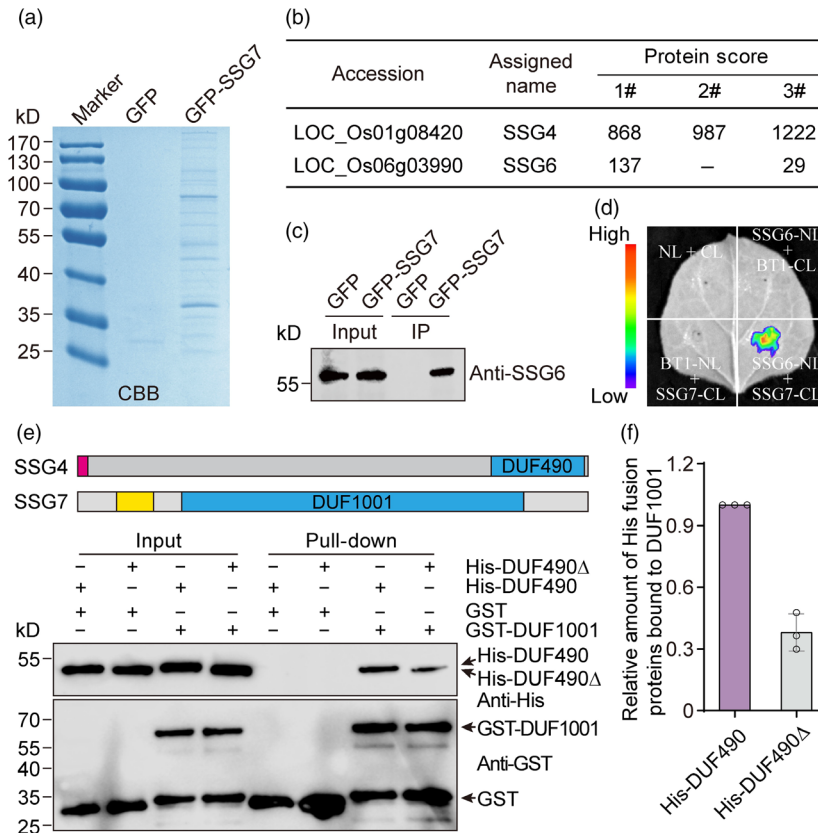 (a)
kD
Marker
GFP
GFP-SSG7
170
130
100
70
55
40
35
25
CBB
(b)
Accession
Assigned name
Protein score
1#
2#
3#
LOC_Os01g08420 SSG4 868 987 1222
LOC_Os06g03990 SSG6 137 – 29
(c)
GFP
GFP-SSG7
GFP
GFP-SSG7
Input
IP
kD
55
Anti-SSG6
(d)
High
Low
NL + CL
SSG6-NL
+
BT1-CL
BT1-NL
+
SSG7-CL
SSG6-NL
+
SSG7-CL
(e)
SSG4
DUF490
SSG7
DUF1001
Input
Pull-down
– + – + – + – + His-DUF490Δ
+ – + – + – + – His-DUF490
+ + – – + + – – GST
– – + + – – + + GST-DUF1001
kD
55
His-DUF490
His-DUF490Δ
Anti-His
70
55
40
35
25
GST-DUF1001
Anti-GST
GST
(f)
Relative amount of His fusion
proteins bound to DUF1001
1.2
0.9
0.6
0.3
0
His-DUF490
His-DUF490Δ